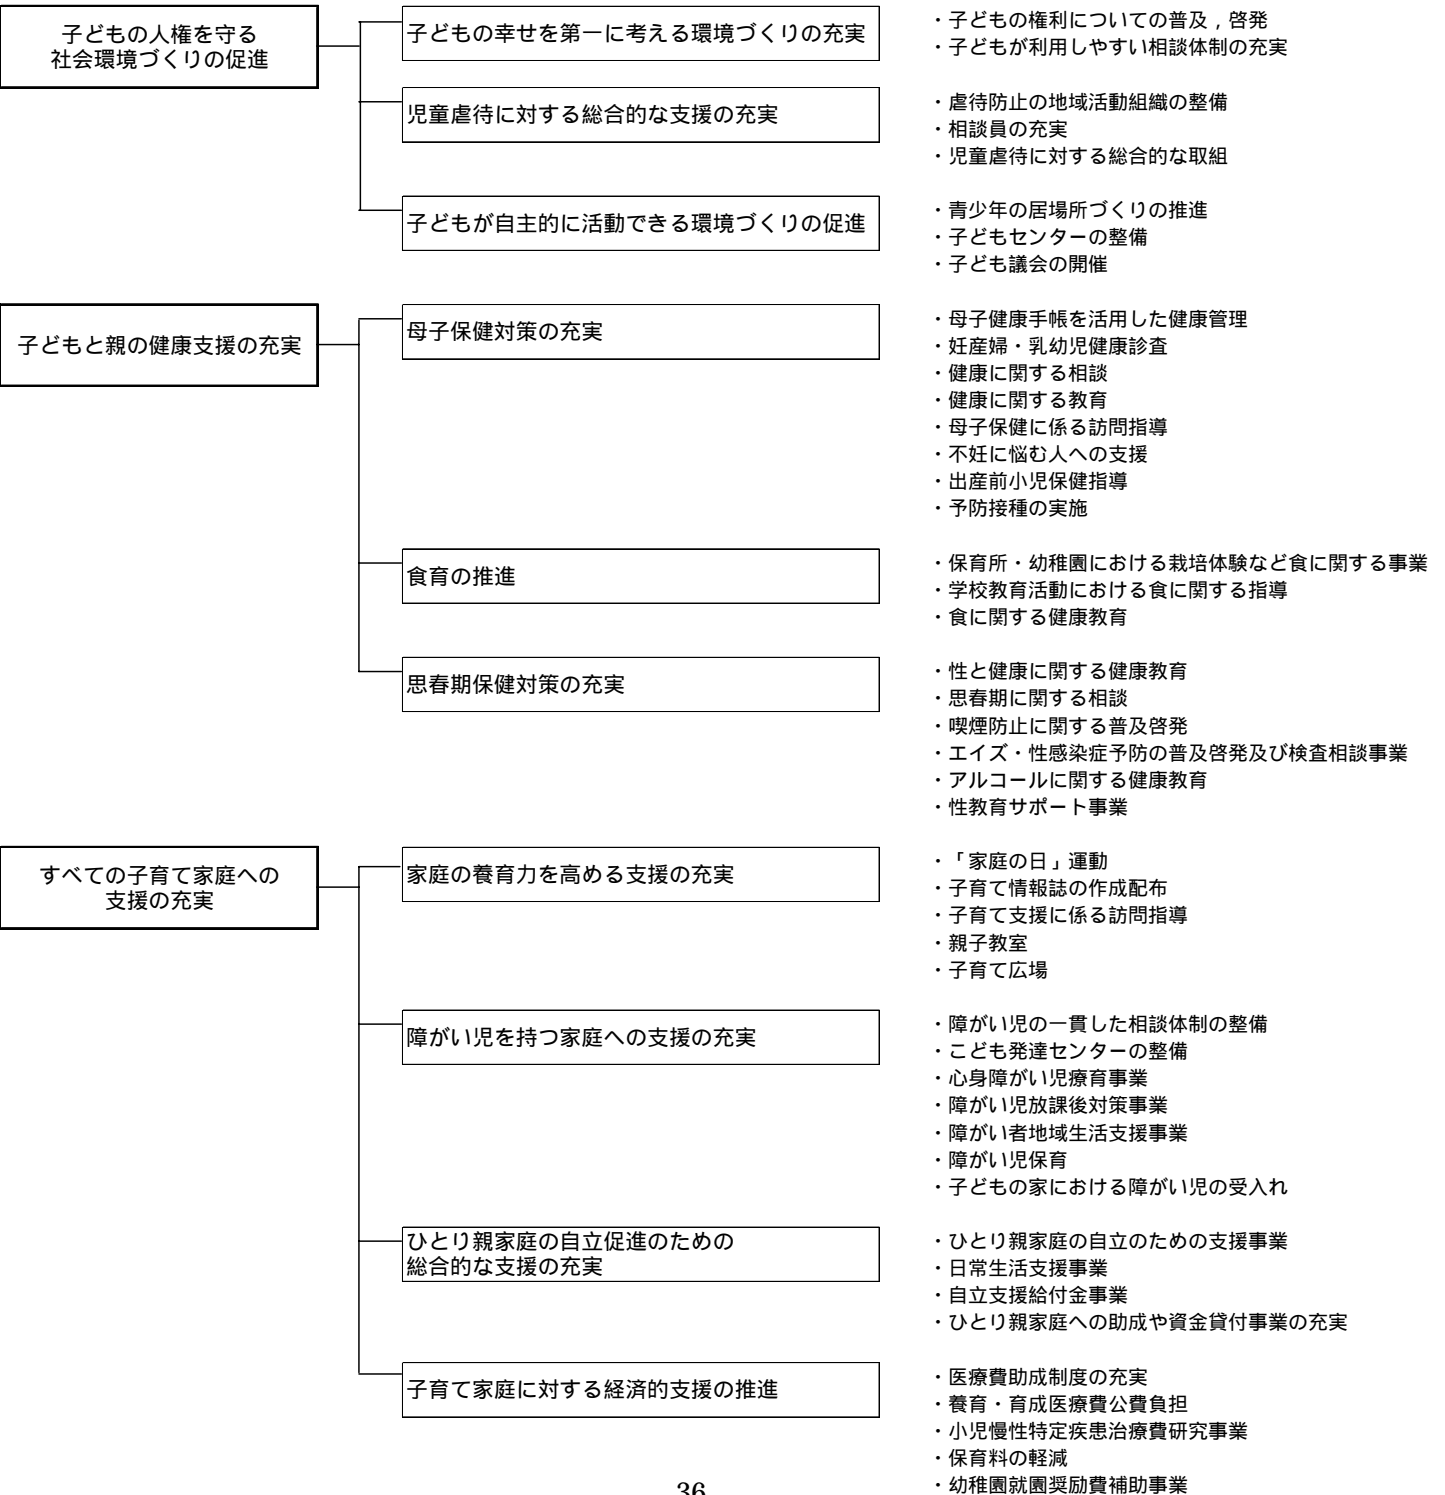 子どもの人権を守る
社会環境づくりの促進
子どもの幸せを第一に考える環境づくりの充実
・子どもの権利についての普及，啓発
・子どもが利用しやすい相談体制の充実
児童虐待に対する総合的な支援の充実
・虐待防止の地域活動組織の整備
・相談員の充実
・児童虐待に対する総合的な取組
子どもが自主的に活動できる環境づくりの促進
・青少年の居場所づくりの推進
・子どもセンターの整備
・子ども議会の開催
子どもと親の健康支援の充実
母子保健対策の充実
・母子健康手帳を活用した健康管理
・妊産婦・乳幼児健康診査
・健康に関する相談
・健康に関する教育
・母子保健に係る訪問指導
・不妊に悩む人への支援
・出産前小児保健指導
・予防接種の実施
食育の推進
・保育所・幼稚園における栽培体験など食に関する事業
・学校教育活動における食に関する指導
・食に関する健康教育
思春期保健対策の充実
・性と健康に関する健康教育
・思春期に関する相談
・喫煙防止に関する普及啓発
・エイズ・性感染症予防の普及啓発及び検査相談事業
・アルコールに関する健康教育
・性教育サポート事業
すべての子育て家庭への
支援の充実
家庭の養育力を高める支援の充実
・「家庭の日」運動
・子育て情報誌の作成配布
・子育て支援に係る訪問指導
・親子教室
・子育て広場
障がい児を持つ家庭への支援の充実
・障がい児の一貫した相談体制の整備
・こども発達センターの整備
・心身障がい児療育事業
・障がい児放課後対策事業
・障がい者地域生活支援事業
・障がい児保育
・子どもの家における障がい児の受入れ
ひとり親家庭の自立促進のための
総合的な支援の充実
・ひとり親家庭の自立のための支援事業
・日常生活支援事業
・自立支援給付金事業
・ひとり親家庭への助成や資金貸付事業の充実
子育て家庭に対する経済的支援の推進
・医療費助成制度の充実
・養育・育成医療費公費負担
・小児慢性特定疾患治療費研究事業
・保育料の軽減
・幼稚園就園奨励費補助事業
36